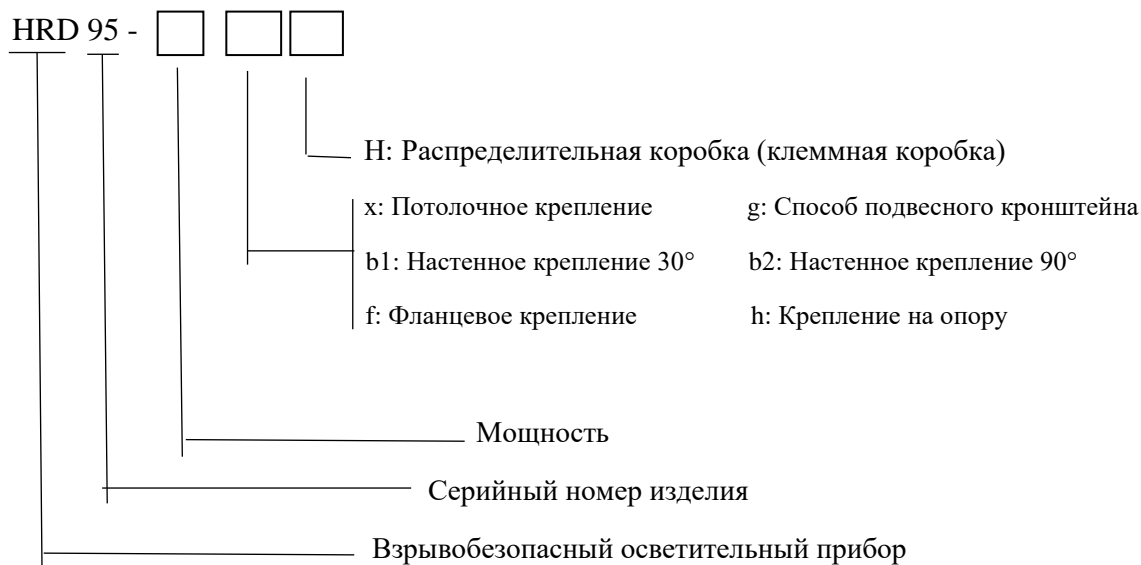 HRD 95 -
H: Распределительная коробка (клеммная коробка)
x: Потолочное крепление g: Способ подвесного кронштейна
b1: Настенное крепление 30° b2: Настенное крепление 90°
f: Фланцевое крепление h: Крепление на опору
Мощность
Серийный номер изделия
Взрывобезопасный осветительный прибор